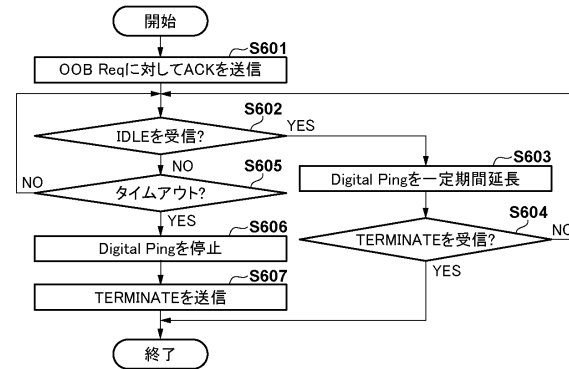 開始
S601
OOB Reqに対してACKを送信
S602
IDLEを受信?
YES
NO
S603
Digital Pingを一定期間延長
S605
NO
タイムアウト?
YES
S604
TERMINATEを受信?
NO
YES
S606
Digital Pingを停止
S607
TERMINATEを送信
終了